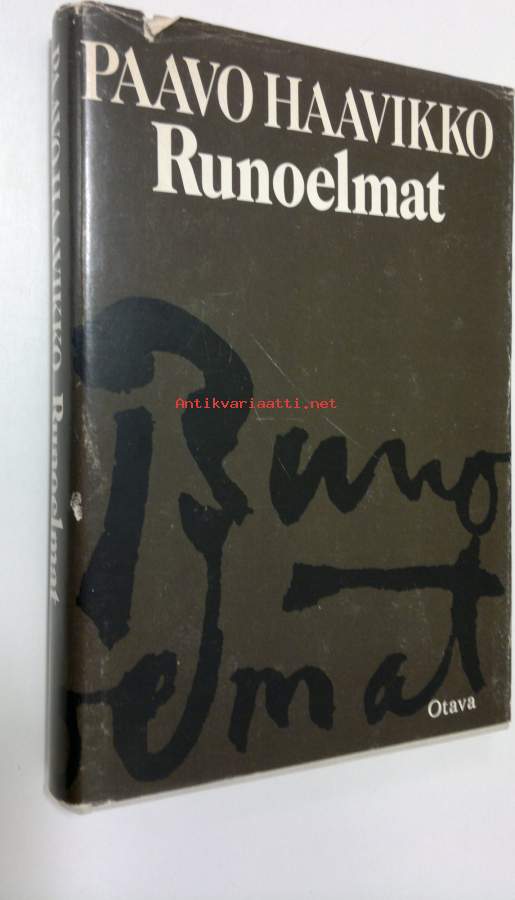 PAAVO HAAVIKKO
Runoelmat
PAAVO HAAVIKKO Runoelmat
Antikvariaatti.net
Runo
elmat
Otava